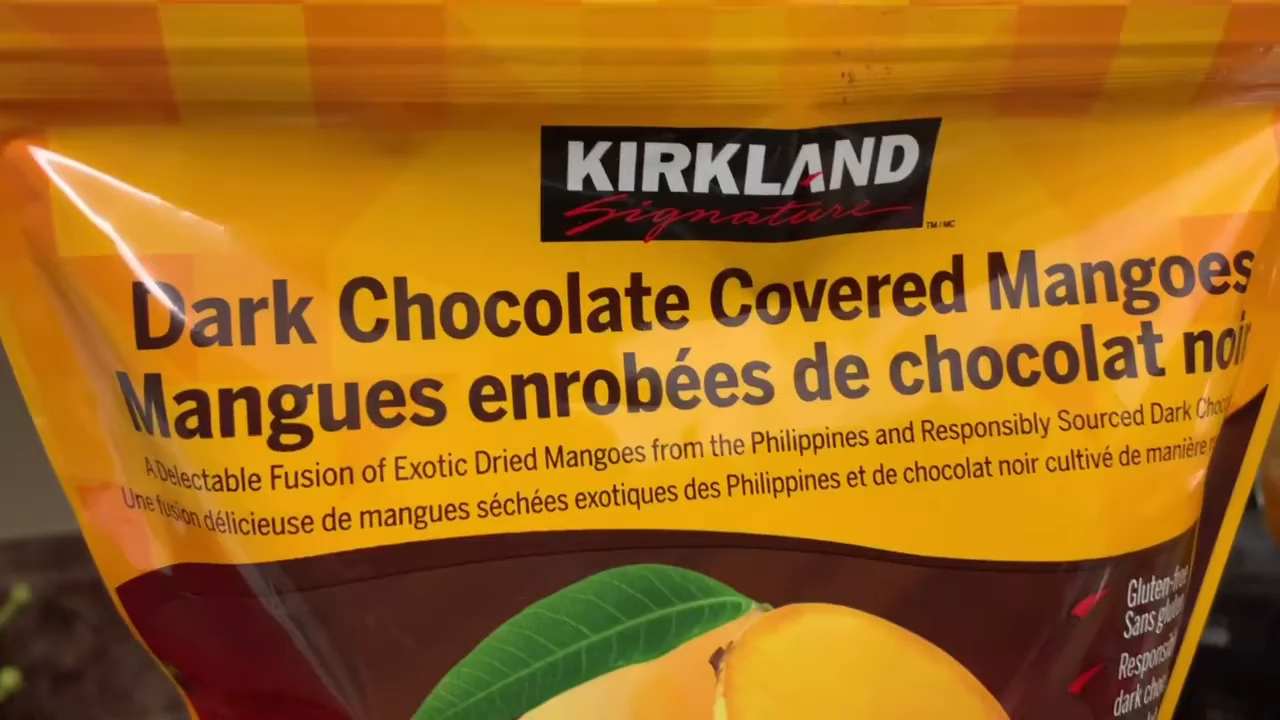 KIRKLAND
Signature
TM/MC
Dark Chocolate Covered Mangoes
Mangues enrobées de chocolat noir
A Delectable Fusion of Exotic Dried Mangoes from the Philippines and Responsibly Sourced Dark
Une fusion délicieuse de mangues séchées exotiques des Philippines et de chocolat noir cultivé de manière
Gluten-free
Sans gluten
dark